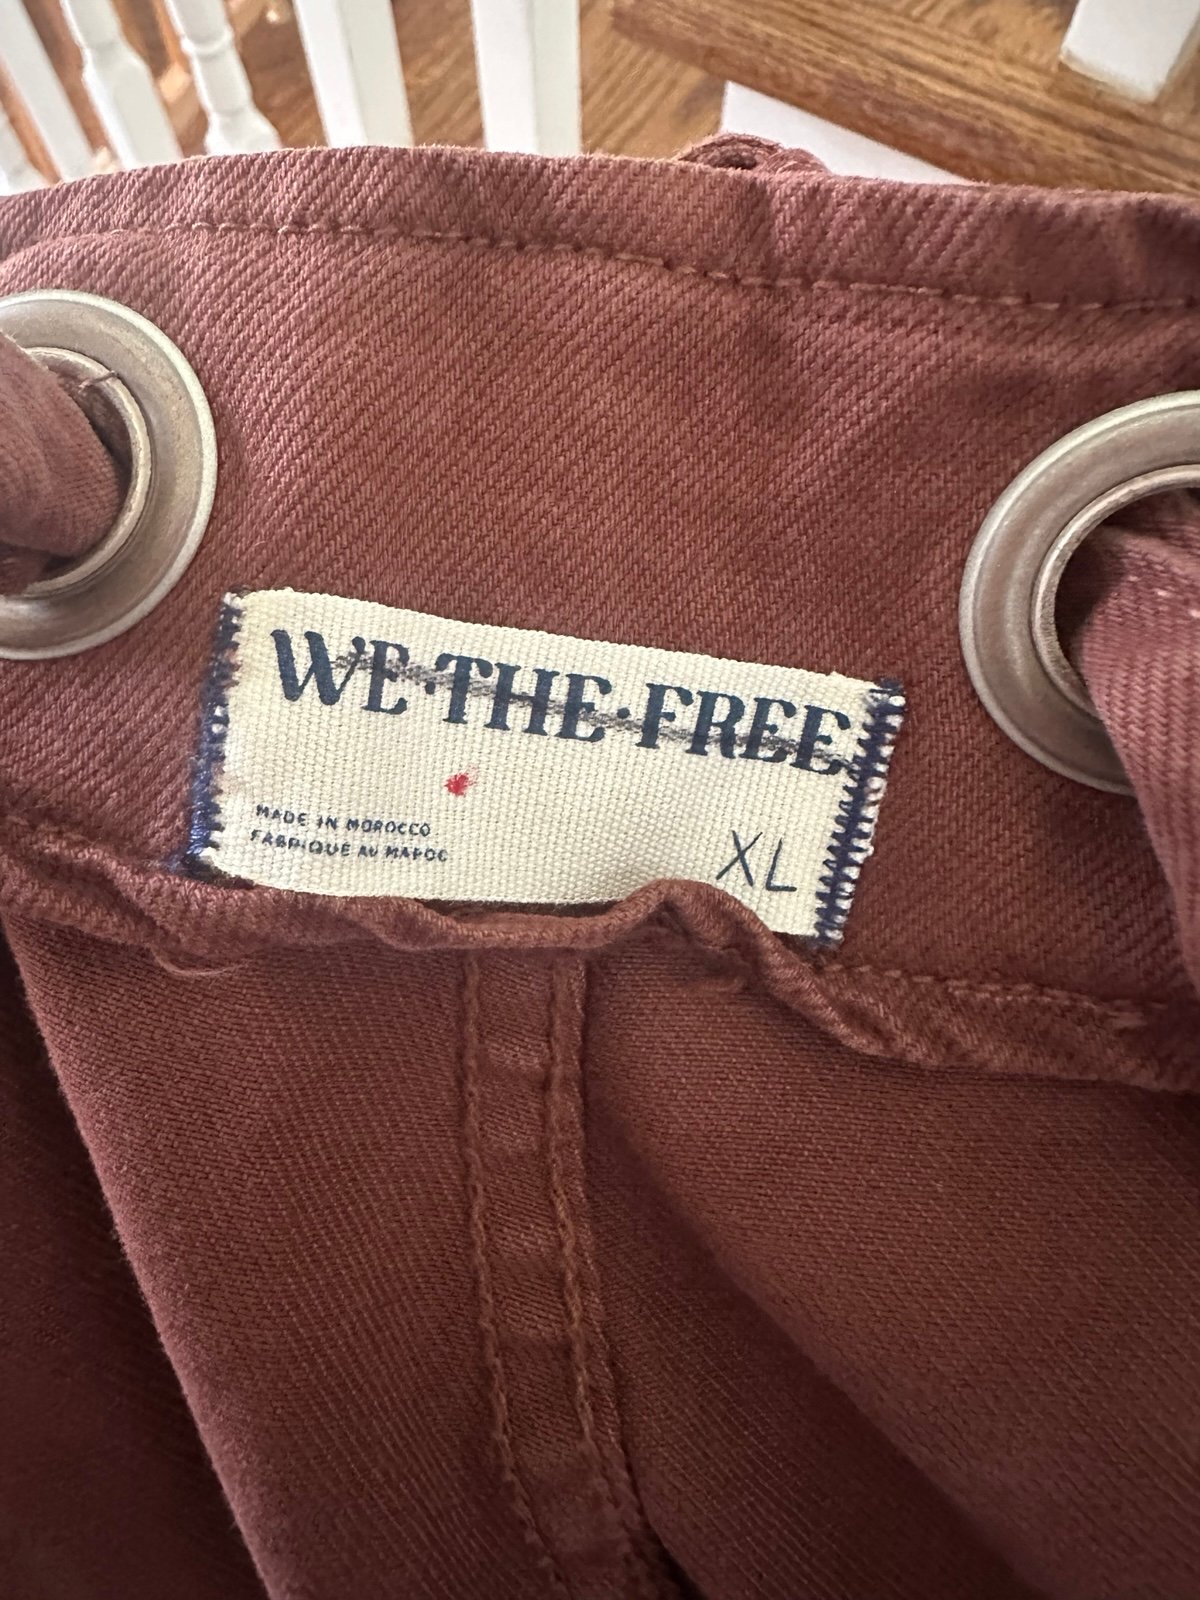 WE·THE·FREE
MADE IN MOROCCO
FABRIQUE AU MAROC
XL